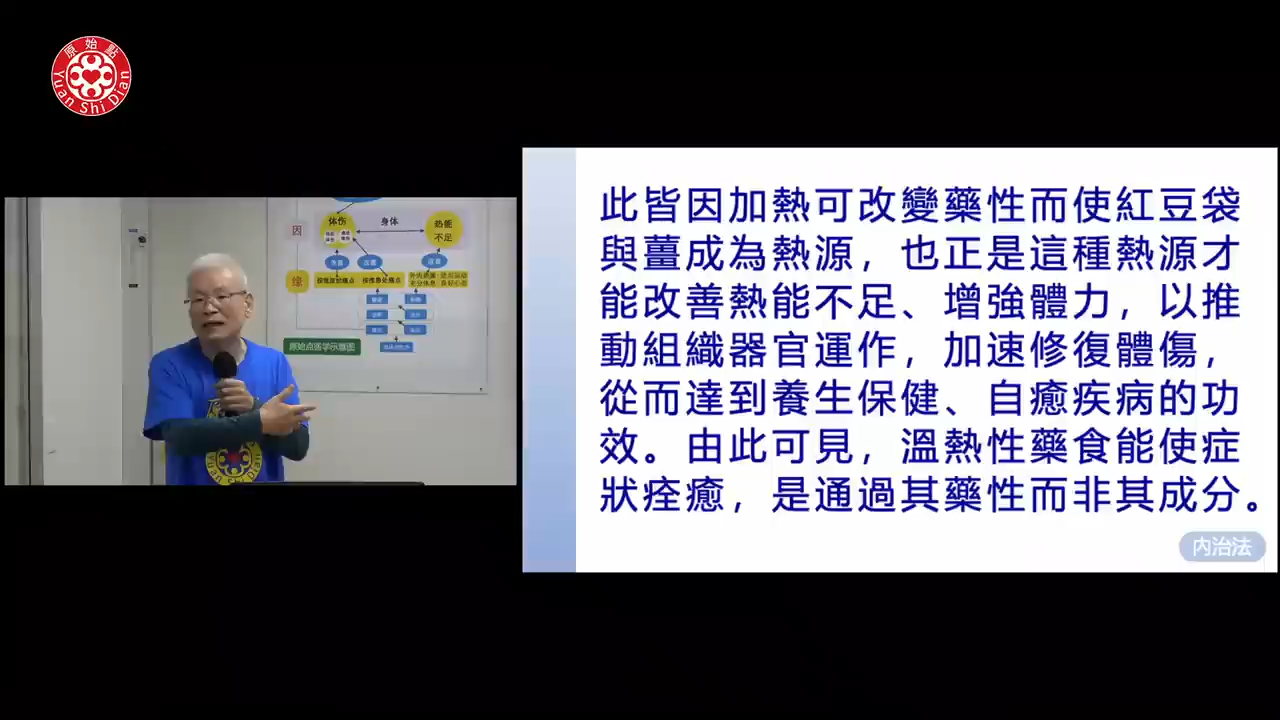 原始點
Yuan Shi Dian
因
体伤
身体
热能
不足
缘
原始点医学示意图
此皆因加熱可改變藥性而使紅豆袋
與薑成為熱源，也正是這種熱源才
能改善熱能不足、增強體力，以推
動組織器官運作，加速修復體傷，
從而達到養生保健、自癒疾病的功
效。由此可見，溫熱性藥食能使症
狀痊癒，是通過其藥性而非其成分。
內治法